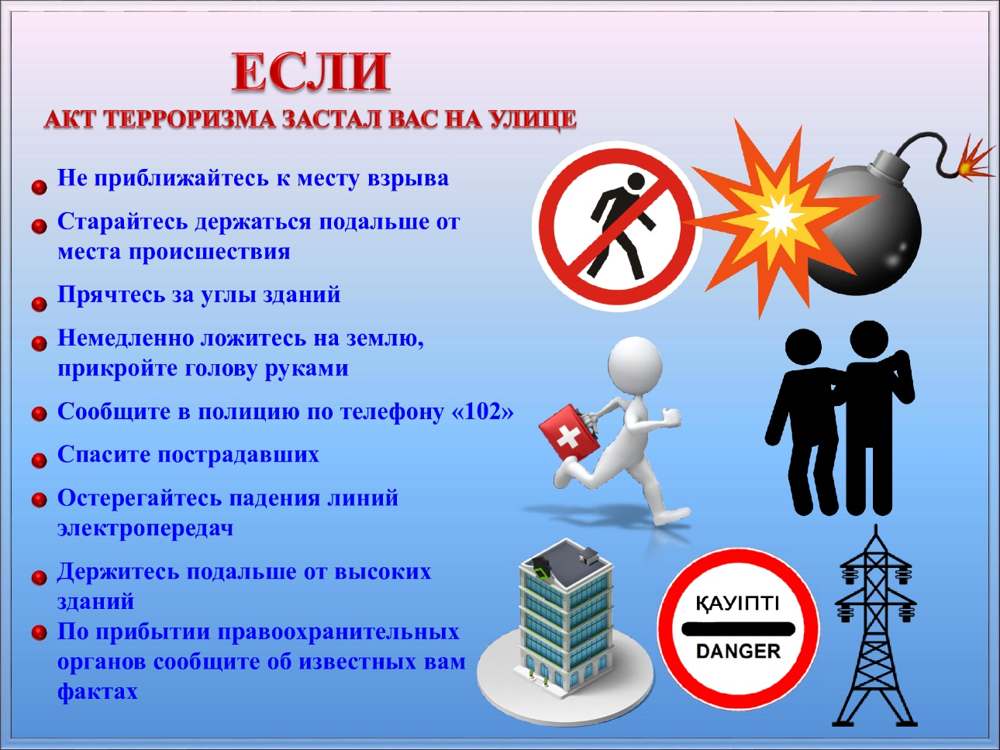 ЕСЛИ
АКТ ТЕРРОРИЗМА ЗАСТАЛ ВАС НА УЛИЦЕ
Не приближайтесь к месту взрыва
Старайтесь держаться подальше от
места происшествия
Прячтесь за углы зданий
Немедленно ложитесь на землю,
прикройте голову руками
Сообщите в полицию по телефону «102»
Спасите пострадавших
Остерегайтесь падения линий
электропередач
Держитесь подальше от высоких
зданий
По прибытии правоохранительных
органов сообщите об известных вам
фактах
ҚАУІПТІ
DANGER